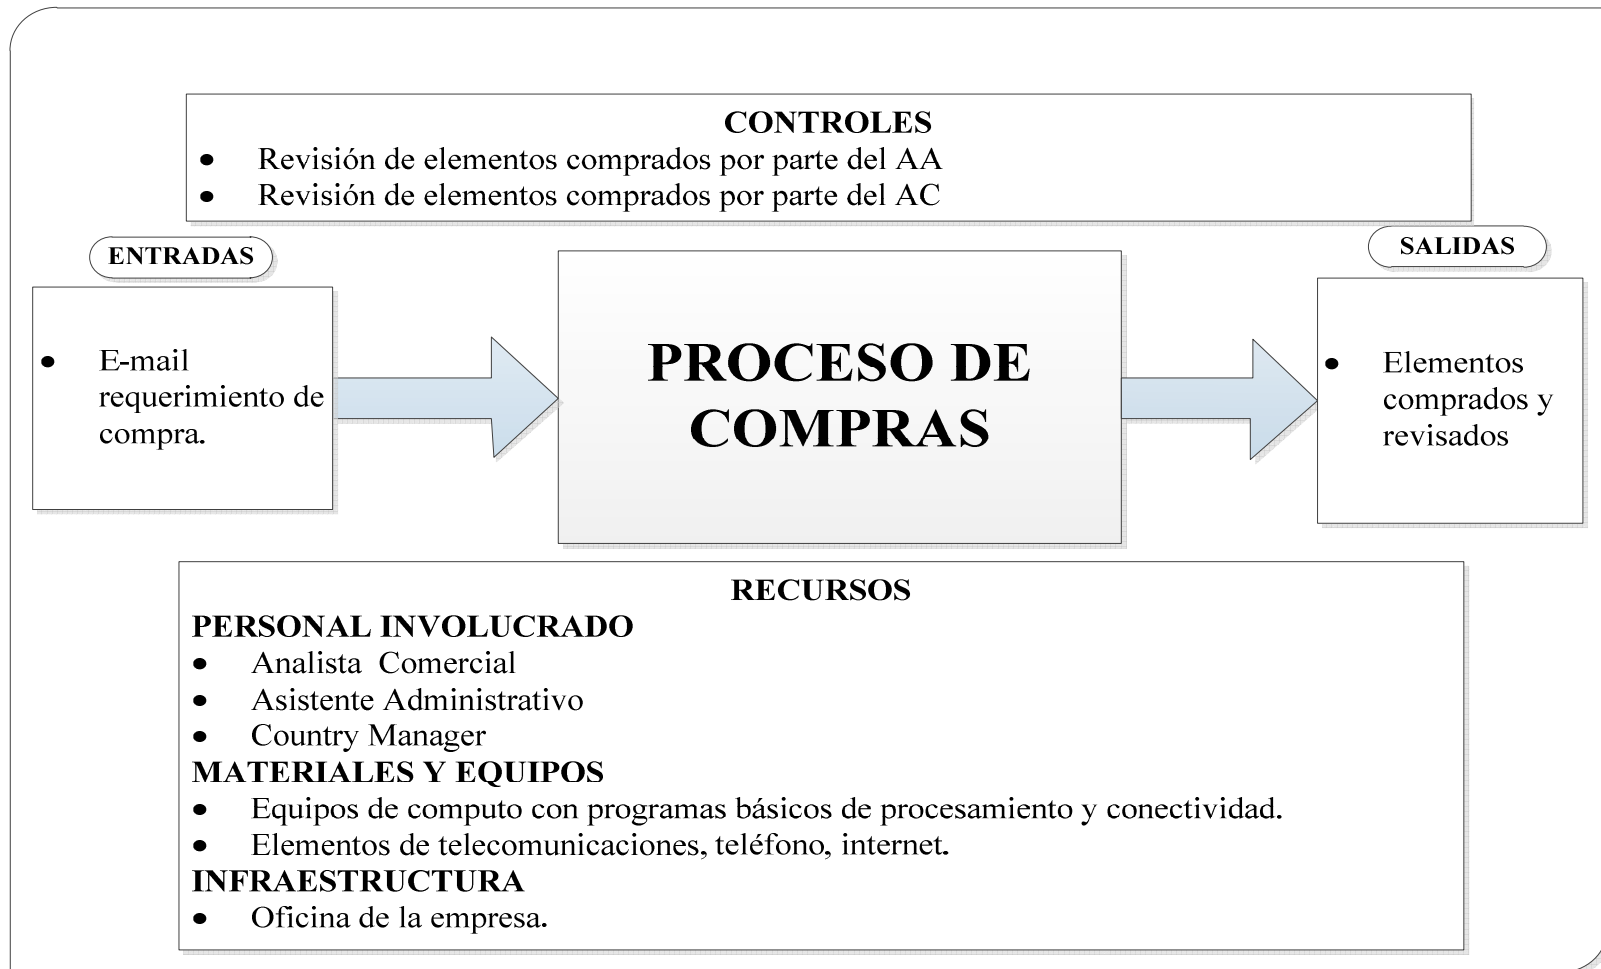 CONTROLES
• Revisión de elementos comprados por parte del AA
• Revisión de elementos comprados por parte del AC
ENTRADAS
• E-mail
requerimiento de
compra.
PROCESO DE
COMPRAS
SALIDAS
• Elementos
comprados y
revisados
RECURSOS
PERSONAL INVOLUCRADO
• Analista Comercial
• Asistente Administrativo
• Country Manager
MATERIALES Y EQUIPOS
• Equipos de computo con programas básicos de procesamiento y conectividad.
• Elementos de telecomunicaciones, teléfono, internet.
INFRAESTRUCTURA
• Oficina de la empresa.